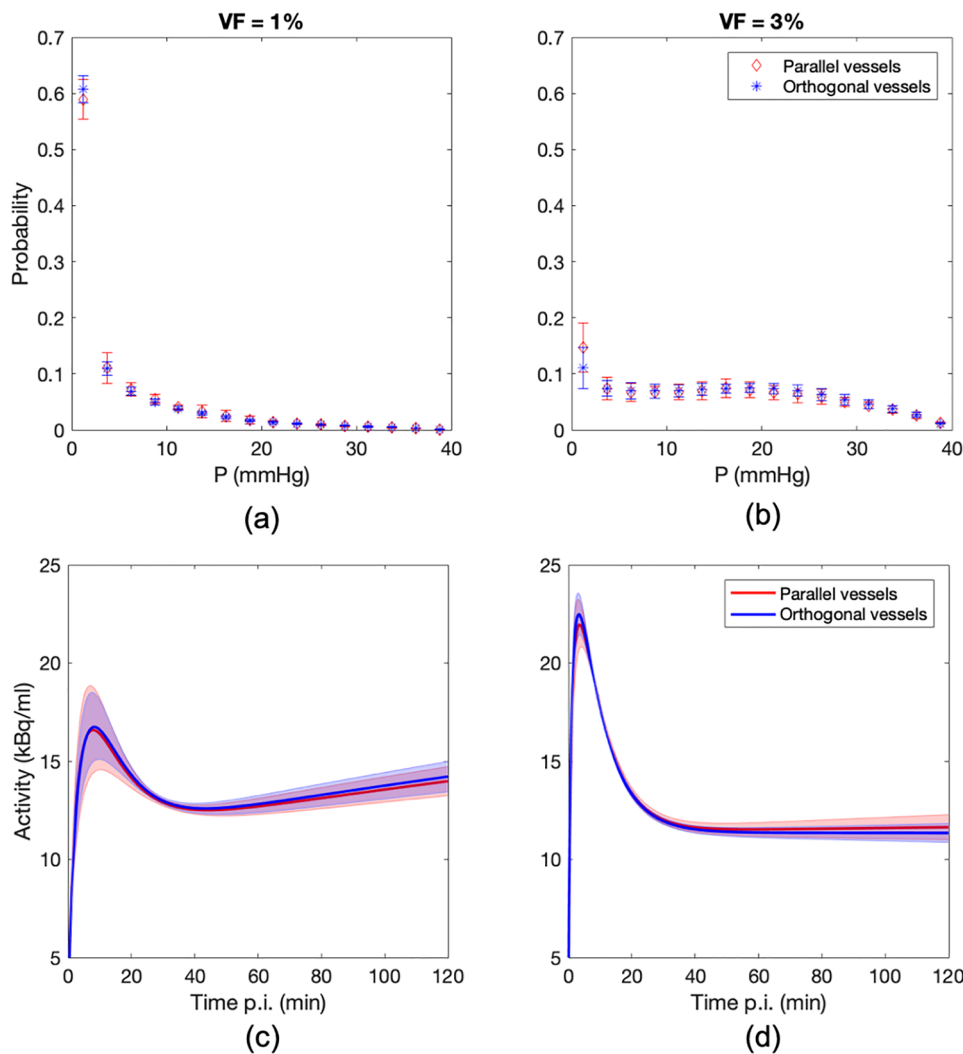 VF = 1%
VF = 3%
0.7
0.6
0.5
0.4
0.3
0.2
0.1
0
Probability
0 10 20 30 40
P (mmHg)
(a)
0.7
0.6
0.5
0.4
0.3
0.2
0.1
0
Parallel vessels
Orthogonal vessels
0 10 20 30 40
P (mmHg)
(b)
25
20
15
10
5
Activity (kBq/ml)
0 20 40 60 80 100 120
Time p.i. (min)
(c)
25
20
15
10
5
Parallel vessels
Orthogonal vessels
0 20 40 60 80 100 120
Time p.i. (min)
(d)